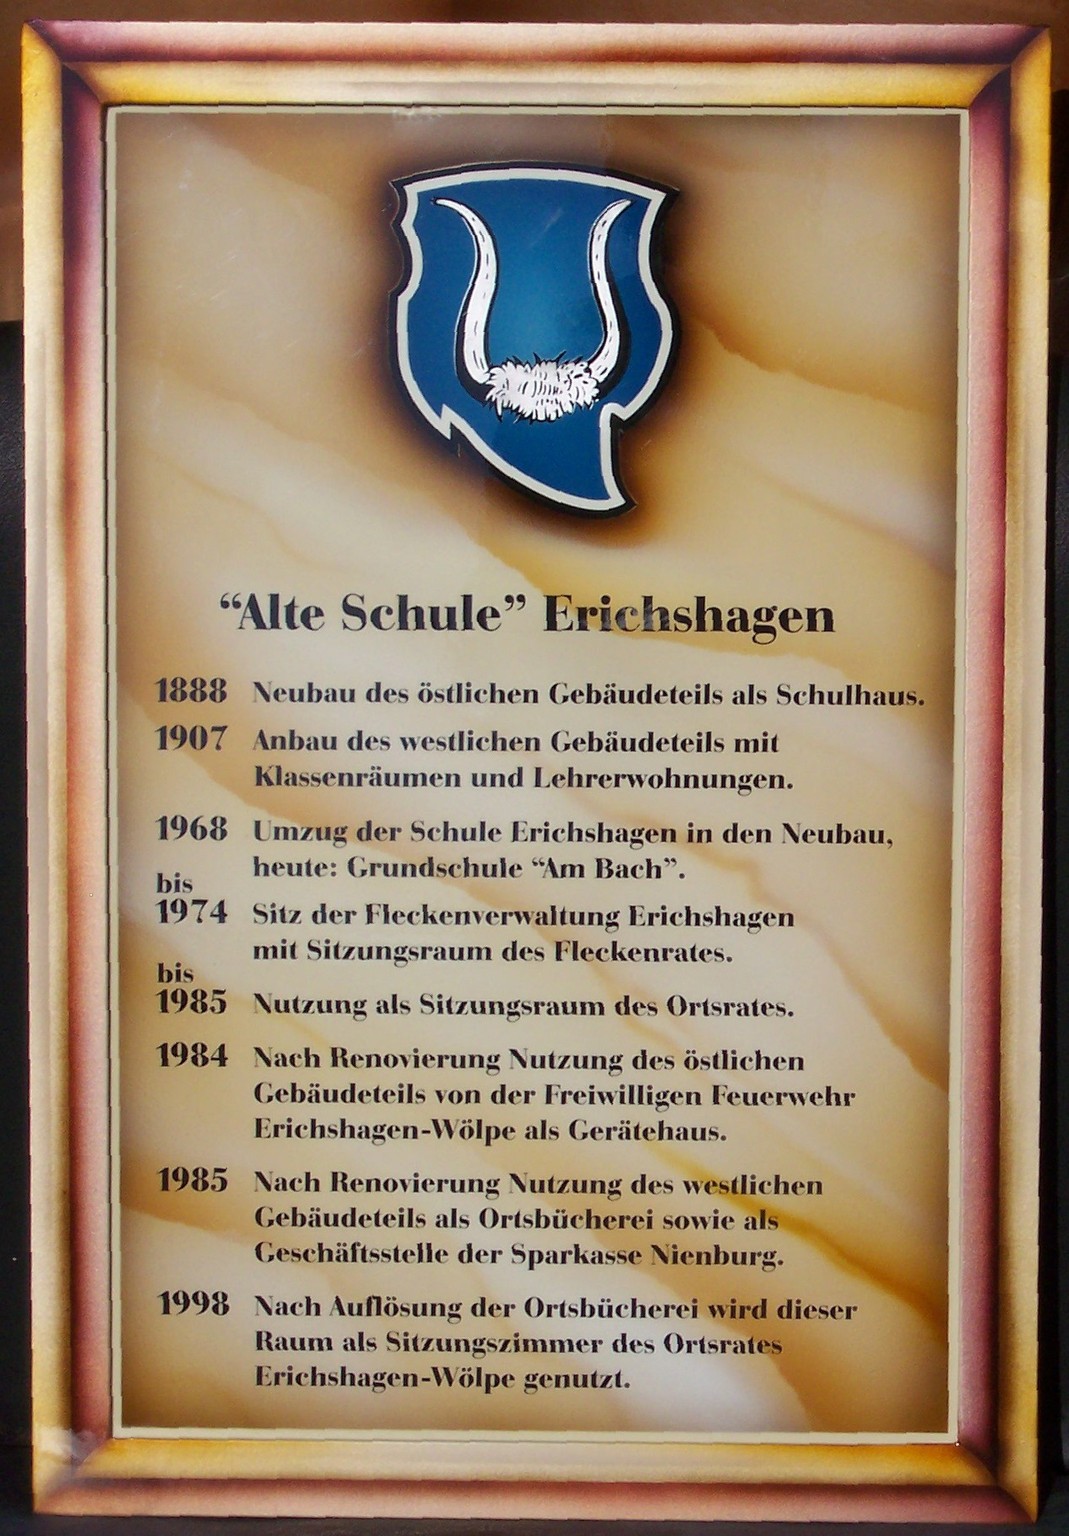 “Alte Schule” Erichshagen
1888 Neubau des östlichen Gebäudeteils als Schulhaus.
1907 Anbau des westlichen Gebäudeteils mit
Klassenräumen und Lehrerwohnungen.
1968 Umzug der Schule Erichshagen in den Neubau,
heute: Grundschule “Am Bach”.
bis
1974 Sitz der Fleckenverwaltung Erichshagen
mit Sitzungsraum des Fleckenrates.
bis
1985 Nutzung als Sitzungsraum des Ortsrates.
1984 Nach Renovierung Nutzung des östlichen
Gebäudeteils von der Freiwilligen Feuerwehr
Erichshagen-Wölpe als Gerätehaus.
1985 Nach Renovierung Nutzung des westlichen
Gebäudeteils als Ortsbücherei sowie als
Geschäftsstelle der Sparkasse Nienburg.
1998 Nach Auflösung der Ortsbücherei wird dieser
Raum als Sitzungszimmer des Ortsrates
Erichshagen-Wölpe genutzt.